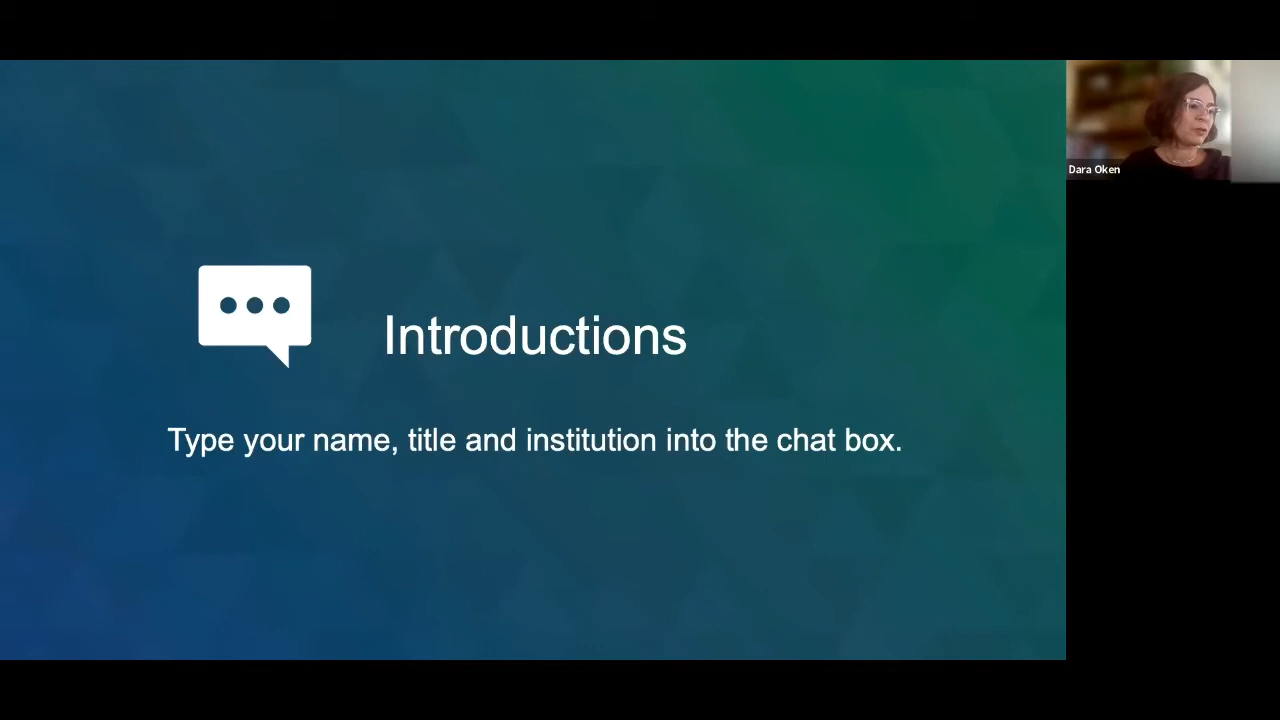 Dara Oken
Introductions
Type your name, title and institution into the chat box.